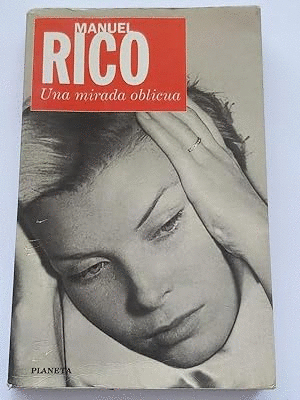 MANUEL
RICO
Una mirada oblicua
PLANETA